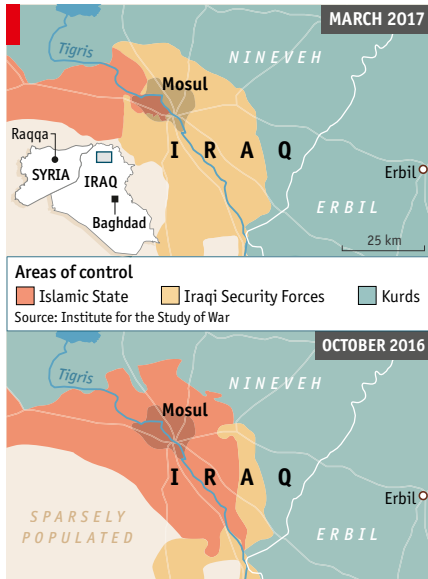 MARCH 2017
Tigris
NINEVEH
Mosul
IRAQ
Raqqa
SYRIA
IRAQ
Baghdad
Erbil
ERBIL
25 km
Areas of control
Islamic State
Iraqi Security Forces
Kurds
Source: Institute for the Study of War
OCTOBER 2016
Tigris
NINEVEH
Mosul
IRAQ
Erbil
SPARSELY
POPULATED
ERBIL